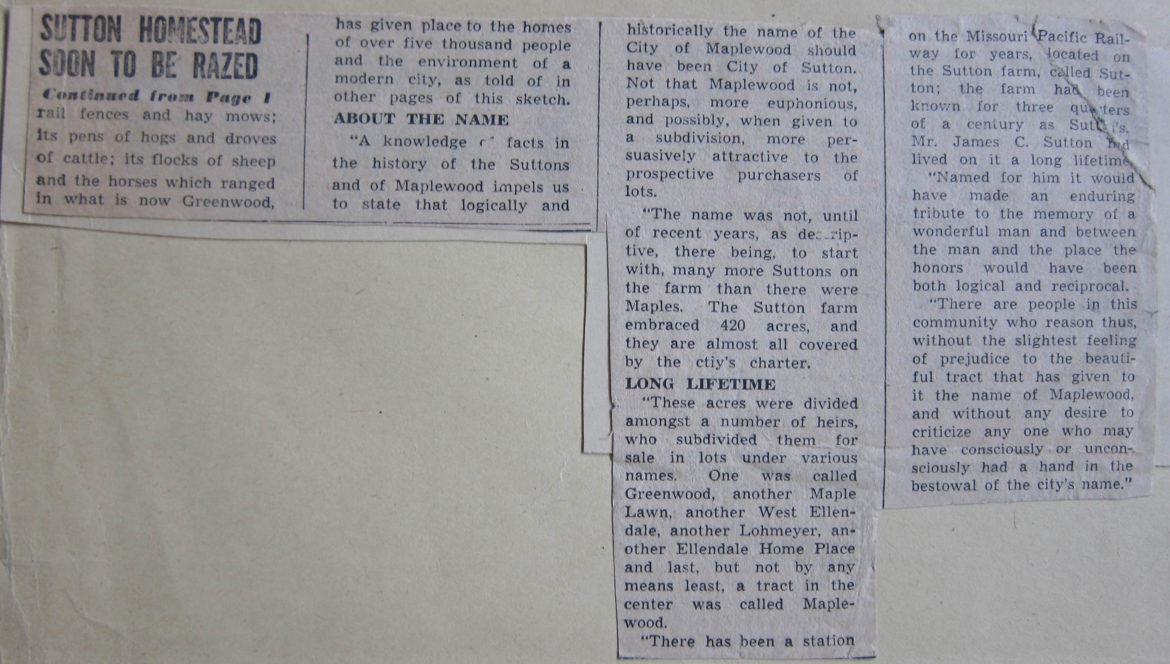 SUTTON HOMESTEAD
SOON TO BE RAZED
Continued from Page 1
rail fences and hay mows;
its pens of hogs and droves
of cattle; its flocks of sheep
and the horses which ranged
in what is now Greenwood,
has given place to the homes
of over five thousand people
and the environment of a
modern city, as told of in
other pages of this sketch.
ABOUT THE NAME
"A knowledge facts in
the history of the Suttons
and of Maplewood impels us
to state that logically and
historically the name of the
City of Maplewood should
have been City of Sutton.
Not that Maplewood is not,
perhaps, more euphonious,
and possibly, when given to
a subdivision, more per-
suasively attractive to the
prospective purchasers of
lots.
"The name was not, until
of recent years, as descrip-
tive, there being, to start
with, many more Suttons on
the farm than there were
Maples. The Sutton farm
embraced 420 acres, and
they are almost all covered
by the ctiy's charter.
LONG LIFETIME
"These acres were divided
amongst a number of heirs,
who subdivided them for
sale in lots under various
names. One was called
Greenwood, another Maple
Lawn, another West Ellen-
dale, another Lohmeyer, an-
other Ellendale Home Place
and last, but not by any
means least, a tract in the
center was called Maple-
wood.
"There has been a station
on the Missouri Pacific Rail-
way for years, located on
the Sutton farm, called Sut-
ton; the farm had been
known for three quarters
of a century as
Mr. James C. Sutton had
lived on it a long lifetime
"Named for him it would
have made an enduring
tribute to the memory of a
wonderful man and between
the man and the place the
honors would have been
both logical and reciprocal.
"There are people in this
community who reason thus,
without the slightest feeling
of prejudice to the beauti-
ful tract that has given to
it the name of Maplewood,
and without any desire to
criticize any one who may
have consciously or uncon-
sciously had a hand in the
bestowal of the city's name."